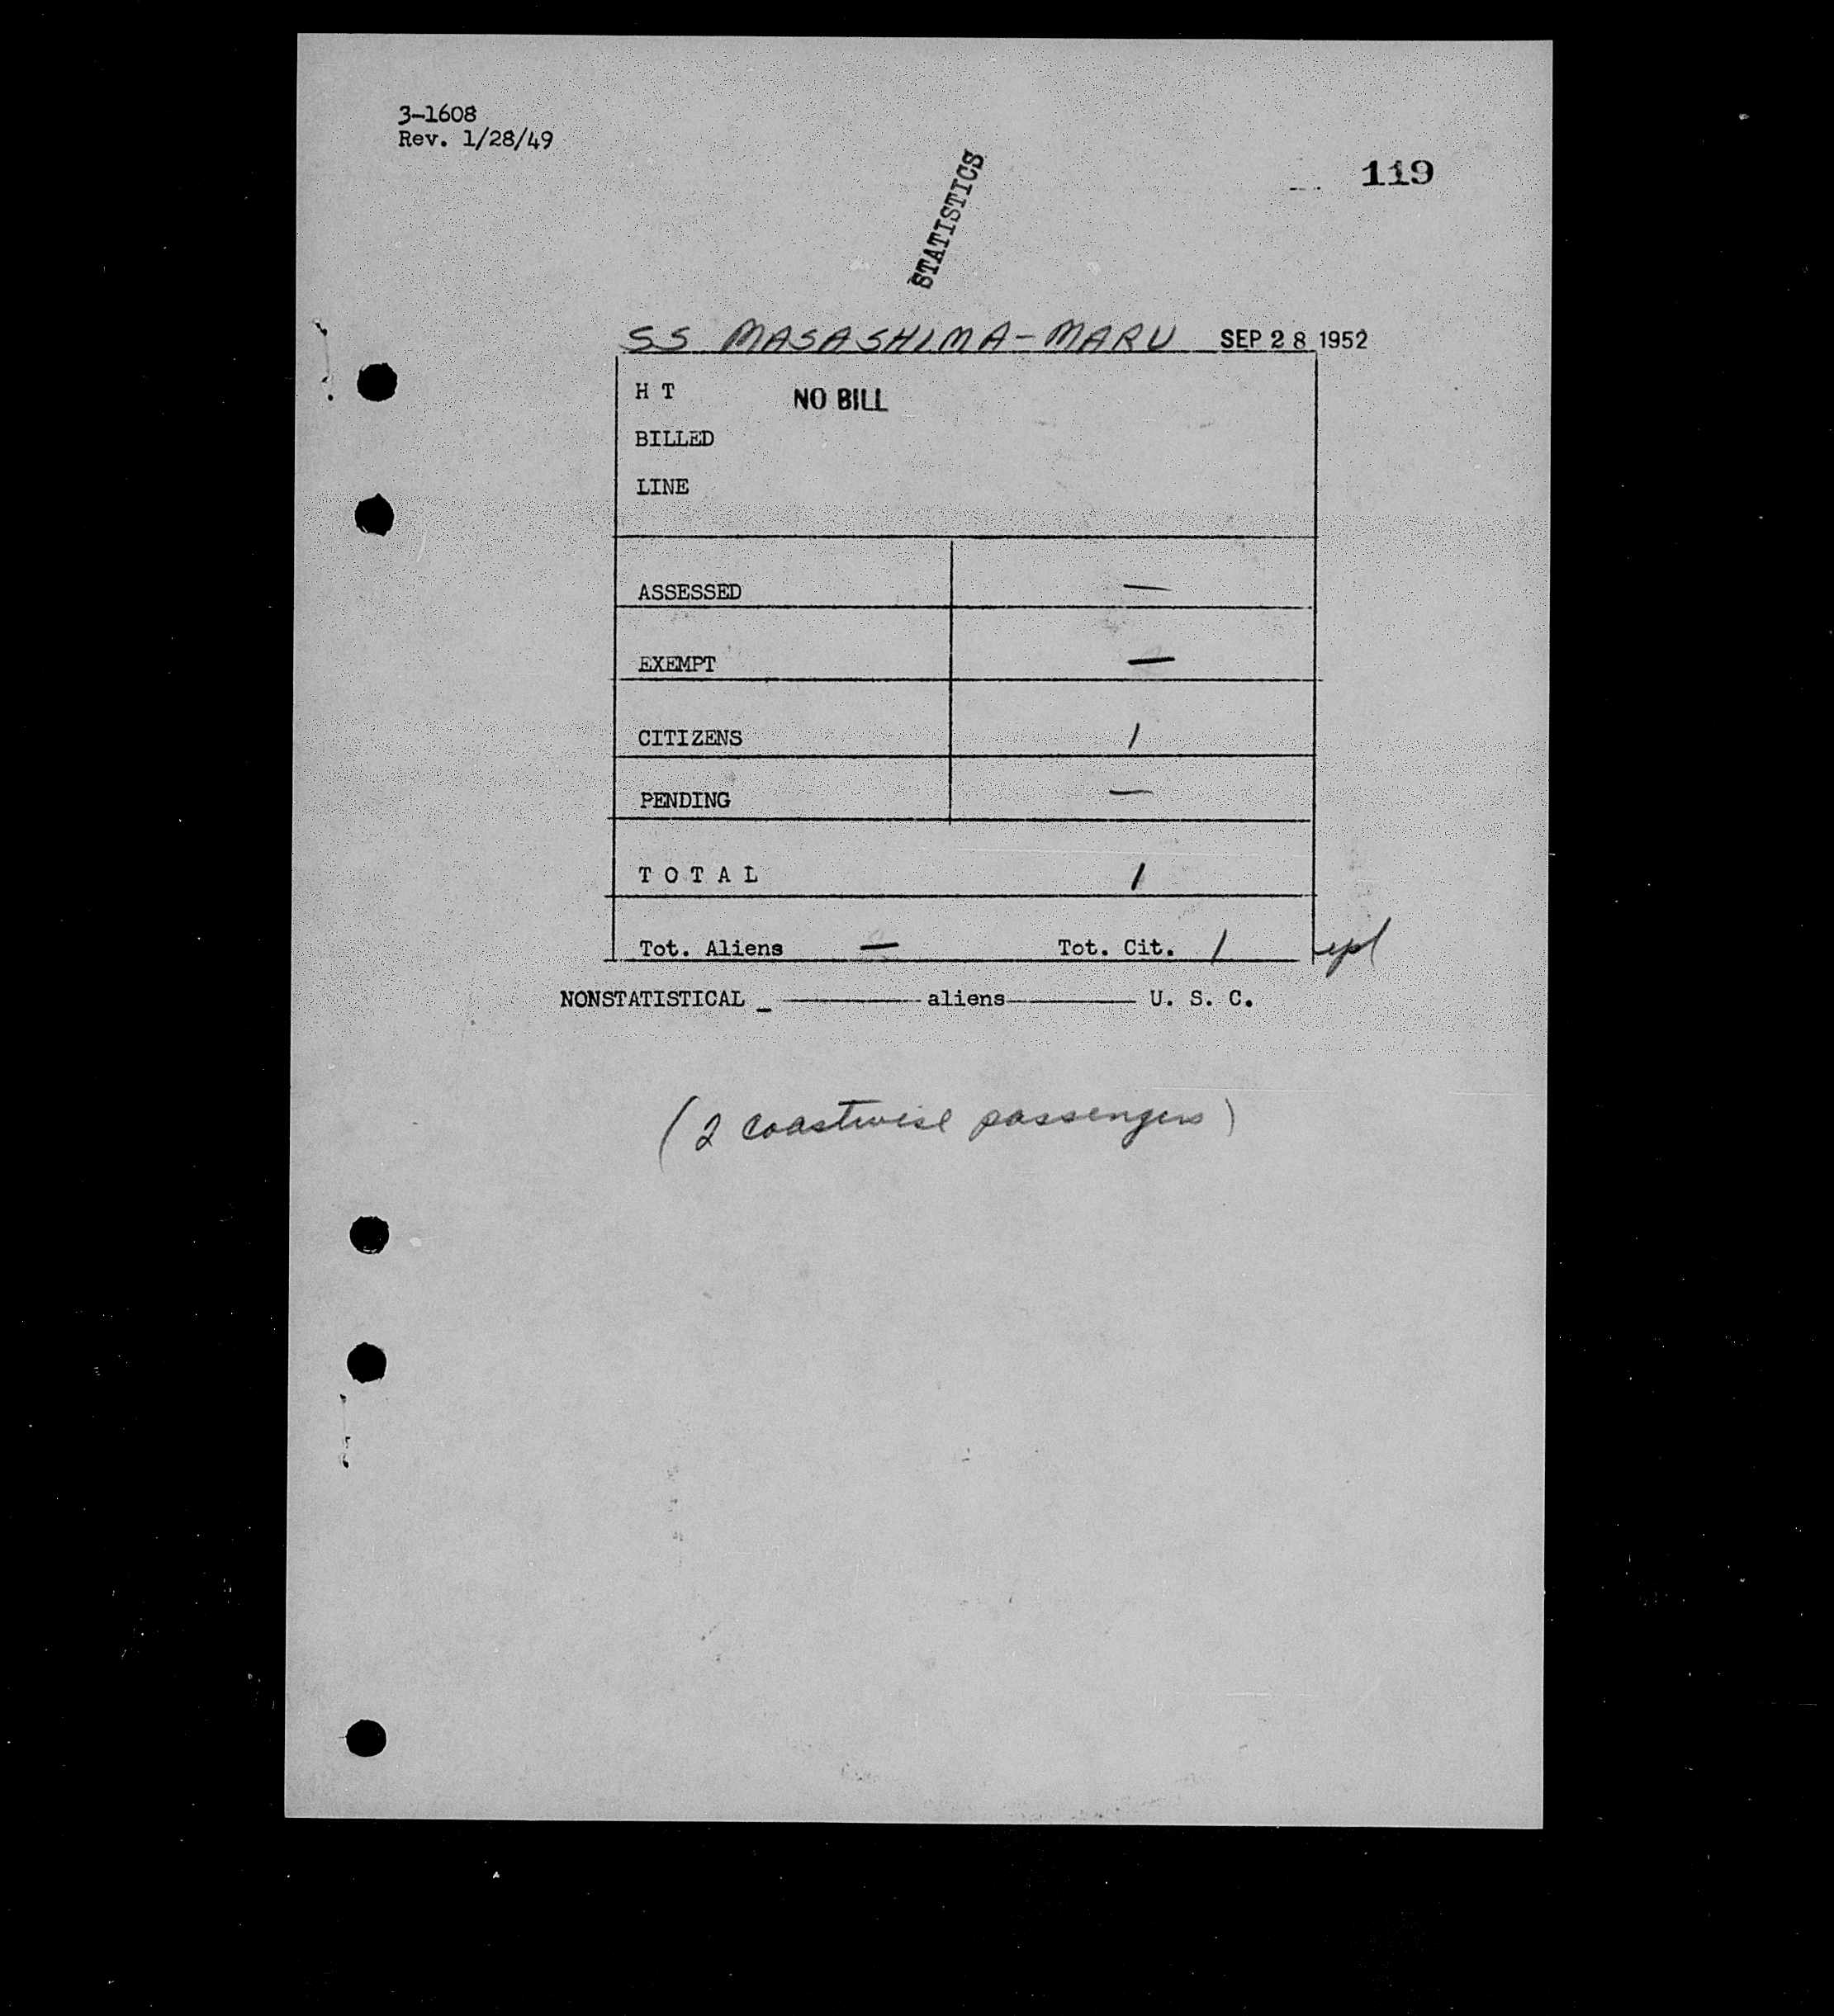 3-1608
Rev. 1/28/49
119
STATISTICS
SS MASASHIMA-MARU SEP 28 1952
H T NO BILL
BILLED
LINE
ASSESSED —
EXEMPT —
CITIZENS 1
PENDING —
T O T A L 1
Tot. Aliens — Tot. Cit. 1
NONSTATISTICAL — aliens — U. S. C.
(2 coastwise passengers)